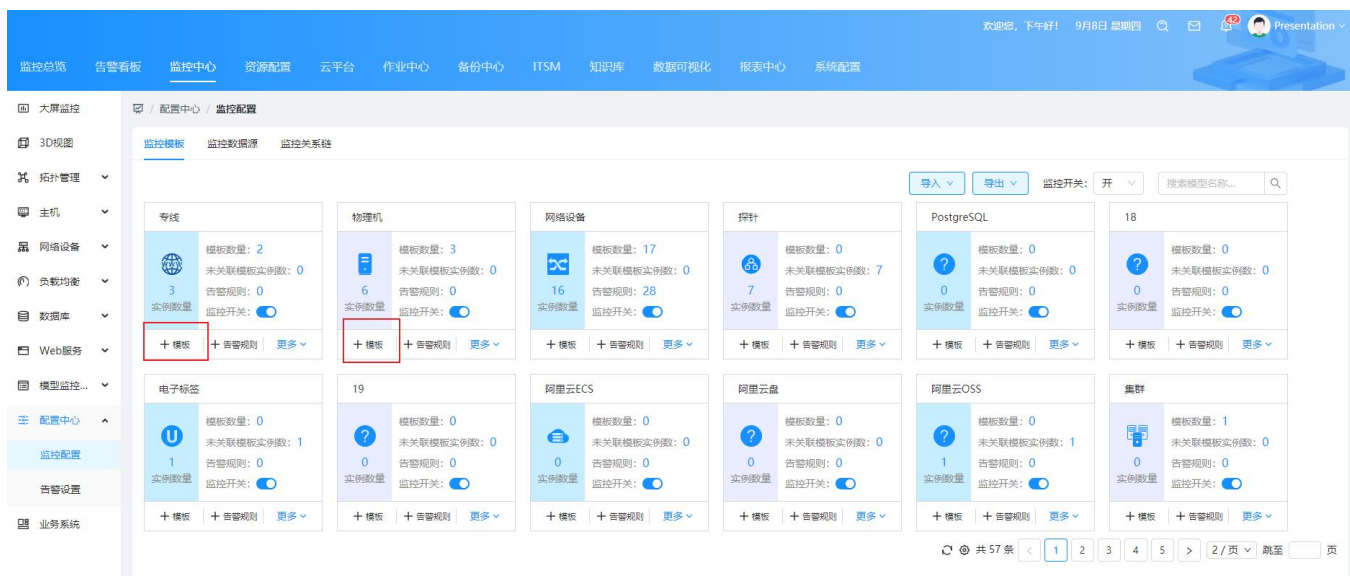 欢迎您，下午好! 9月8日 星期四 42 Presentation
监控总览 告警看板 监控中心 资源配置 云平台 作业中心 备份中心 ITSM 知识库 数据可视化 报表中心 系统配置
大屏监控
3D视图
拓扑管理
主机
网络设备
负载均衡
数据库
Web服务
模型监控...
配置中心
监控配置
告警设置
业务系统
/ 配置中心 / 监控配置
监控模板 监控数据源 监控关系链
导入 导出 监控开关: 开 搜索模型名称...
专线
模板数量: 2
未关联模板实例数: 0
3
实例数量
告警规则: 0
监控开关:
+ 模板 + 告警规则 更多
物理机
模板数量: 3
未关联模板实例数: 0
6
实例数量
告警规则: 0
监控开关:
+ 模板 + 告警规则 更多
网络设备
模板数量: 17
未关联模板实例数: 0
16
实例数量
告警规则: 28
监控开关:
+ 模板 + 告警规则 更多
探针
模板数量: 0
未关联模板实例数: 7
7
实例数量
告警规则: 0
监控开关:
+ 模板 + 告警规则 更多
PostgreSQL
模板数量: 0
未关联模板实例数: 0
0
实例数量
告警规则: 0
监控开关:
+ 模板 + 告警规则 更多
18
模板数量: 0
未关联模板实例数: 0
0
实例数量
告警规则: 0
监控开关:
+ 模板 + 告警规则 更多
电子标签
模板数量: 0
未关联模板实例数: 1
1
实例数量
告警规则: 0
监控开关:
+ 模板 + 告警规则 更多
19
模板数量: 0
未关联模板实例数: 0
0
实例数量
告警规则: 0
监控开关:
+ 模板 + 告警规则 更多
阿里云ECS
模板数量: 0
未关联模板实例数: 0
0
实例数量
告警规则: 0
监控开关:
+ 模板 + 告警规则 更多
阿里云盘
模板数量: 0
未关联模板实例数: 0
0
实例数量
告警规则: 0
监控开关:
+ 模板 + 告警规则 更多
阿里云OSS
模板数量: 0
未关联模板实例数: 1
1
实例数量
告警规则: 0
监控开关:
+ 模板 + 告警规则 更多
集群
模板数量: 1
未关联模板实例数: 0
0
实例数量
告警规则: 0
监控开关:
+ 模板 + 告警规则 更多
共 57 条 < 1 2 3 4 5 > 2 / 页 跳至 页